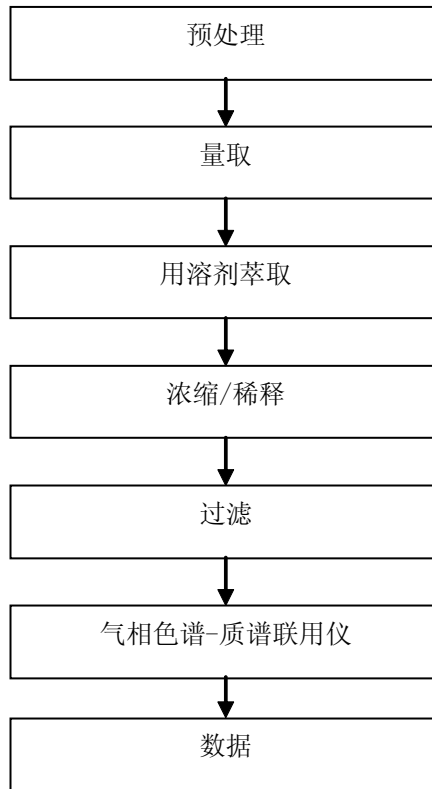 预处理
量取
用溶剂萃取
浓缩/稀释
过滤
气相色谱-质谱联用仪
数据